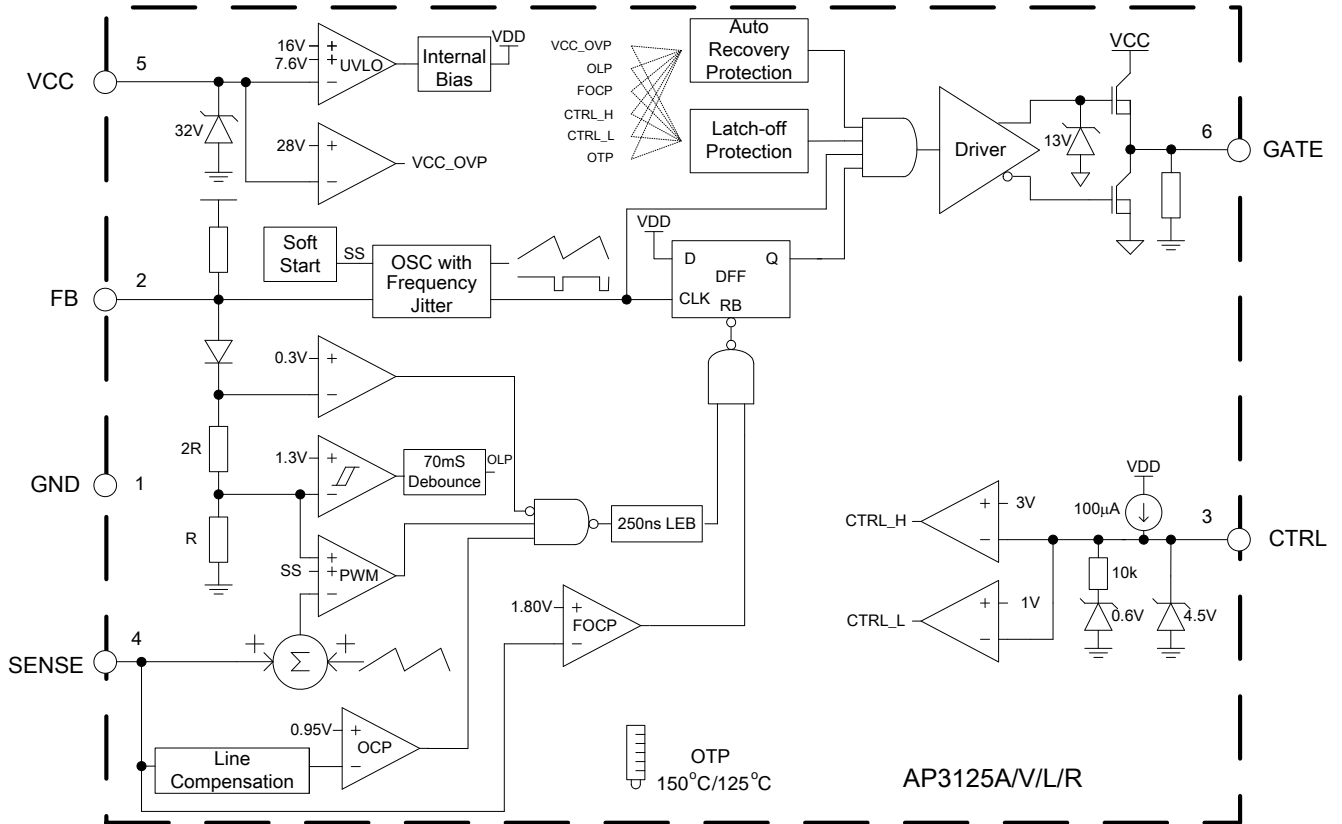 VCC
5
16V
7.6V
UVLO
Internal
Bias
VDD
32V
28V
VCC_OVP
VCC_OVP
OLP
FOCP
CTRL_H
CTRL_L
OTP
Auto
Recovery
Protection
Latch-off
Protection
Driver
VCC
13V
6
GATE
FB
2
Soft
Start
SS
OSC with
Frequency
Jitter
VDD
D
Q
DFF
CLK
RB
0.3V
2R
1.3V
70mS
Debounce
OLP
GND
1
R
SS
PWM
250ns LEB
1.80V
FOCP
SENSE
4
Σ
0.95V
OCP
Line
Compensation
VDD
100μA
3
CTRL
CTRL_H
3V
10k
CTRL_L
1V
0.6V
4.5V
OTP
150°C/125°C
AP3125A/V/L/R